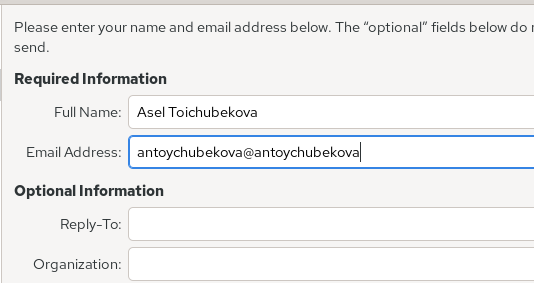 Please enter your name and email address below. The “optional” fields below do
send.
Required Information
Full Name: Asel Toichubekova
Email Address: antoychubekova@antoychubekova
Optional Information
Reply-To:
Organization: